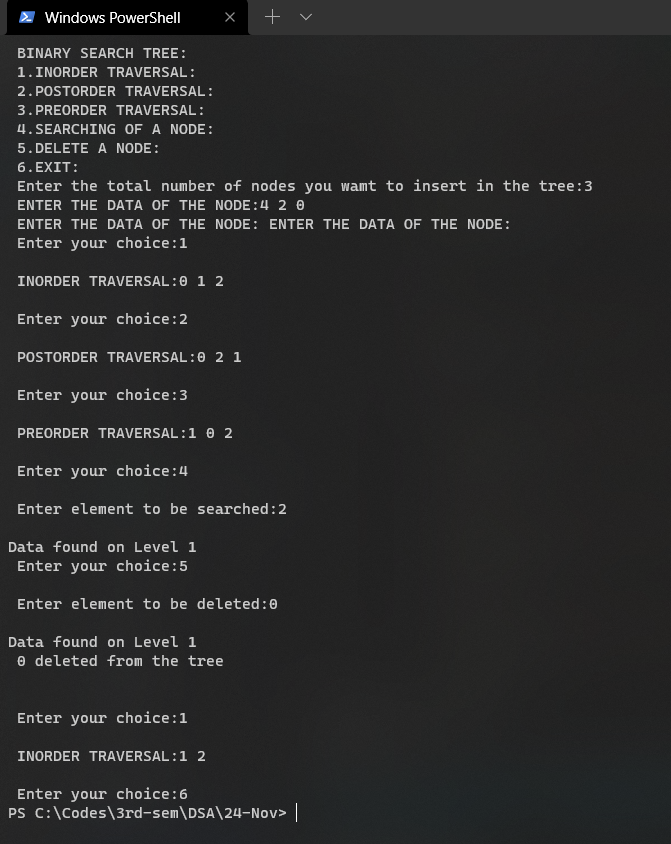 Windows PowerShell
BINARY SEARCH TREE:
1.INORDER TRAVERSAL:
2.POSTORDER TRAVERSAL:
3.PREORDER TRAVERSAL:
4.SEARCHING OF A NODE:
5.DELETE A NODE:
6.EXIT:
Enter the total number of nodes you wamt to insert in the tree:3
ENTER THE DATA OF THE NODE:4 2 0
ENTER THE DATA OF THE NODE: ENTER THE DATA OF THE NODE:
Enter your choice:1
INORDER TRAVERSAL:0 1 2
Enter your choice:2
POSTORDER TRAVERSAL:0 2 1
Enter your choice:3
PREORDER TRAVERSAL:1 0 2
Enter your choice:4
Enter element to be searched:2
Data found on Level 1
Enter your choice:5
Enter element to be deleted:0
Data found on Level 1
0 deleted from the tree
Enter your choice:1
INORDER TRAVERSAL:1 2
Enter your choice:6
PS C:\Codes\3rd-sem\DSA\24-Nov>